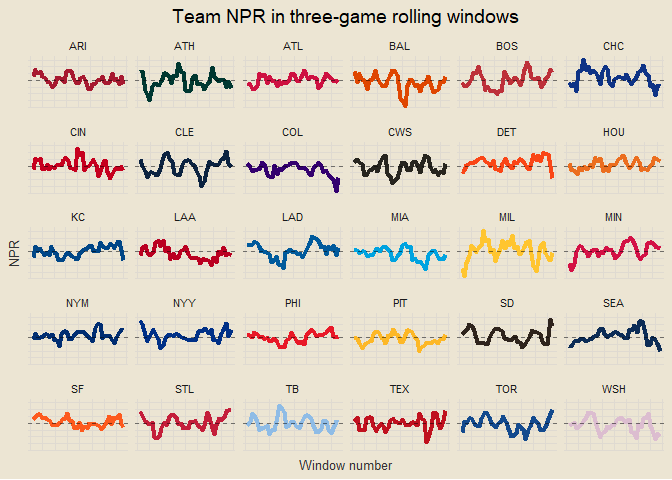 Team NPR in three-game rolling windows
ARI ATH ATL BAL BOS CHC
CIN CLE COL CWS DET HOU
KC LAA LAD MIA MIL MIN
NPR
NYM NYY PHI PIT SD SEA
SF STL TB TEX TOR WSH
Window number